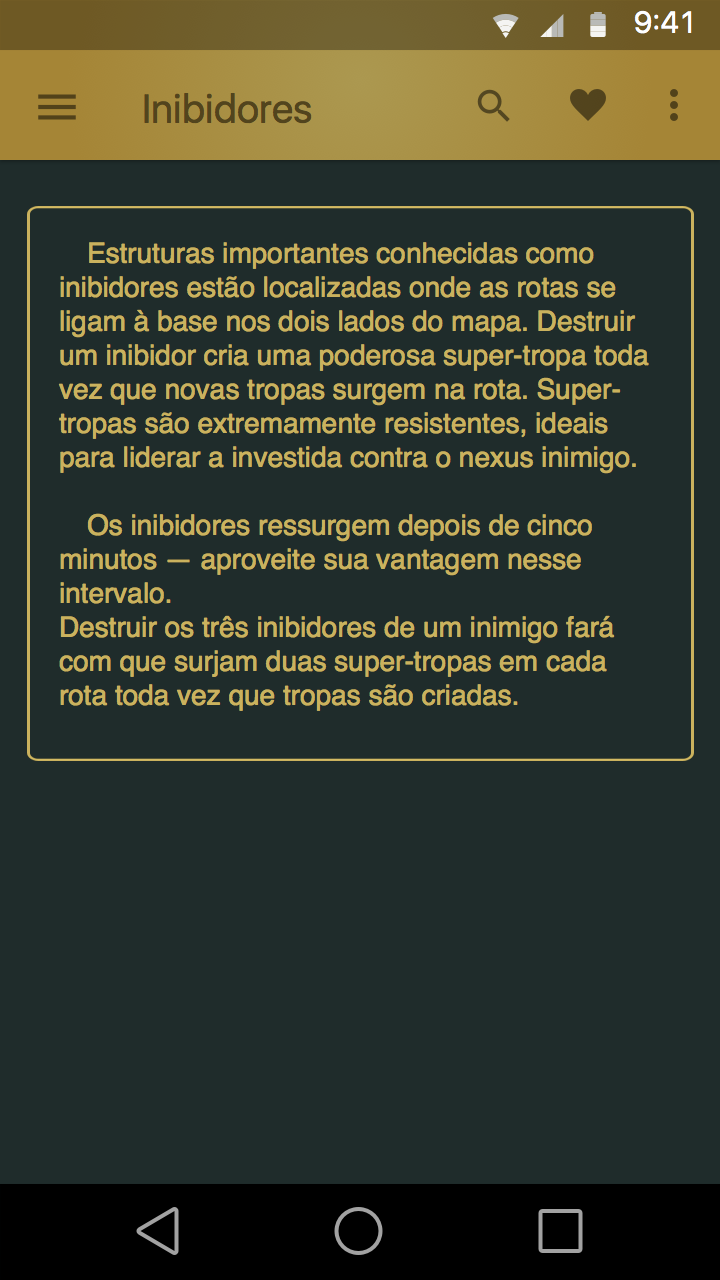 9:41
Inibidores
Estruturas importantes conhecidas como
inibidores estão localizadas onde as rotas se
ligam à base nos dois lados do mapa. Destruir
um inibidor cria uma poderosa super-tropa toda
vez que novas tropas surgem na rota. Super-
tropas são extremamente resistentes, ideais
para liderar a investida contra o nexus inimigo.
Os inibidores ressurgem depois de cinco
minutos — aproveite sua vantagem nesse
intervalo.
Destruir os três inibidores de um inimigo fará
com que surjam duas super-tropas em cada
rota toda vez que tropas são criadas.